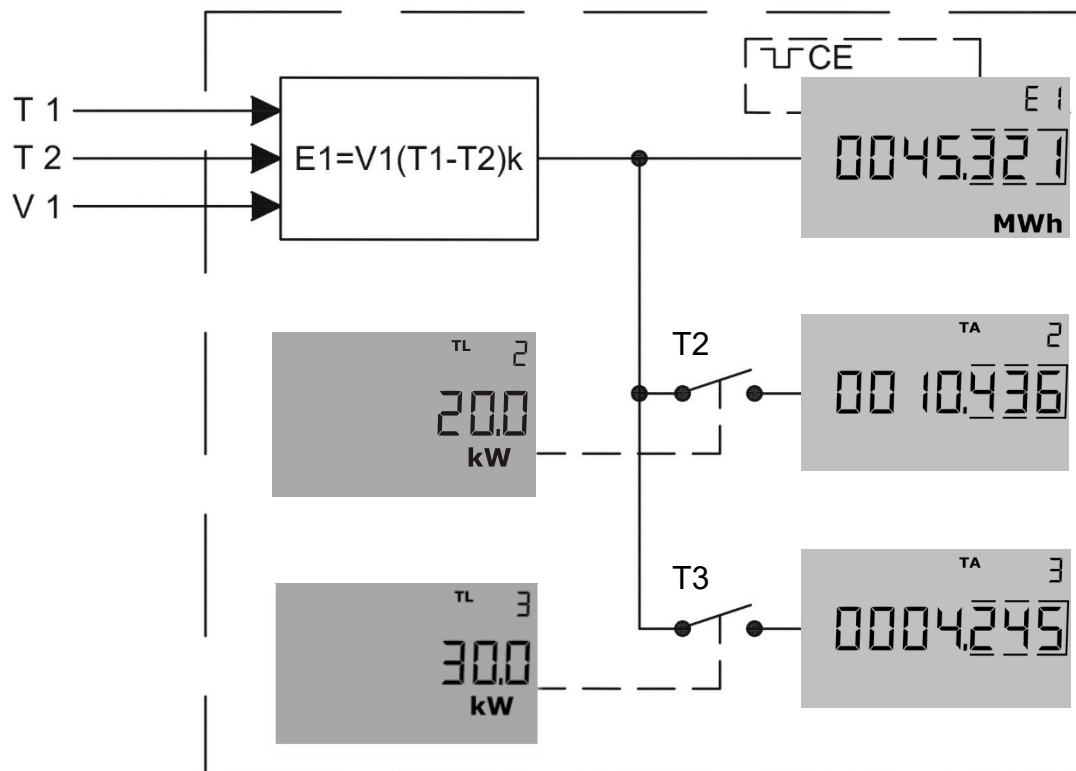 CE
T 1
T 2
V 1
E1=V1(T1-T2)k
E 1
0045.321
MWh
T2
TL 2
20.0
kW
TA 2
0010.436
T3
TL 3
30.0
kW
TA 3
0004.245